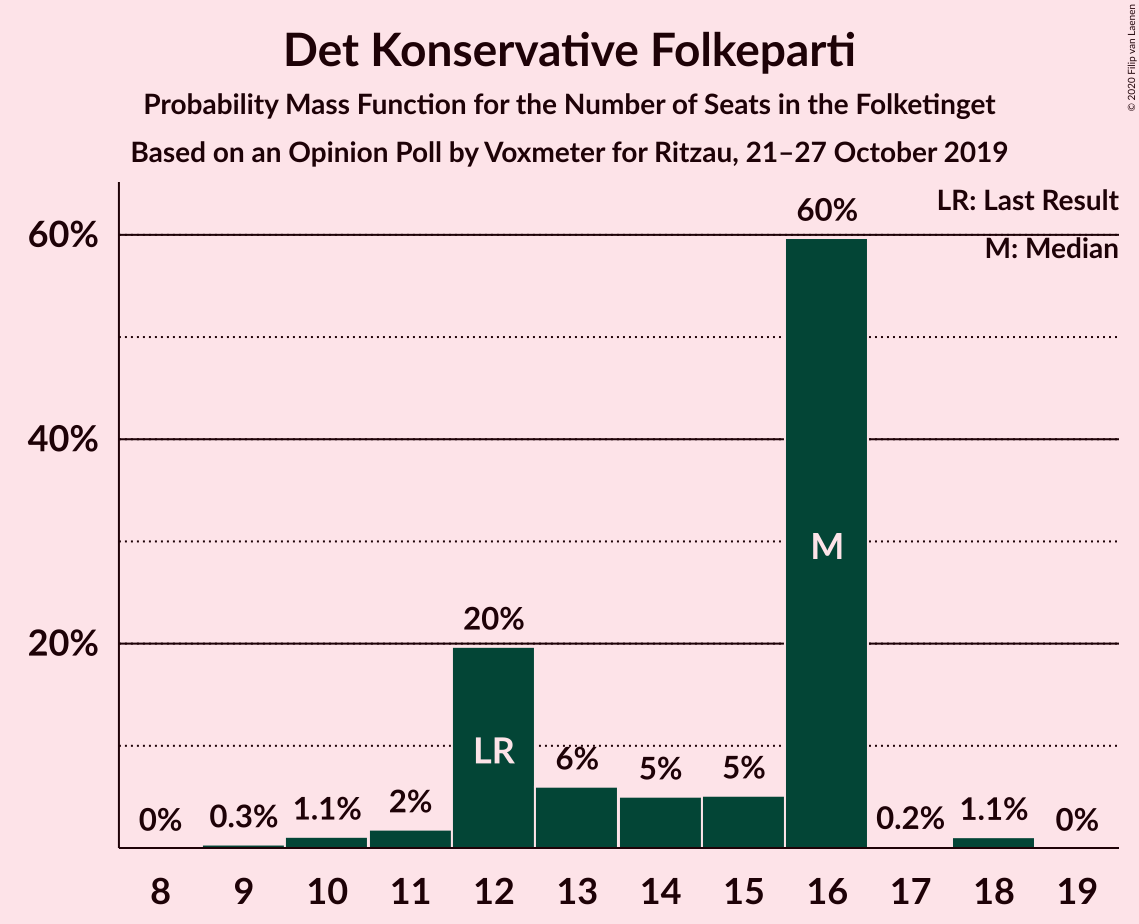 © 2020 Filip van Laenen
Det Konservative Folkeparti
Probability Mass Function for the Number of Seats in the Folketinget
Based on an Opinion Poll by Voxmeter for Ritzau, 21–27 October 2019
LR: Last Result
M: Median
60%
40%
20%
0%
0.3%
1.1%
2%
20%
6%
5%
5%
60%
0.2%
1.1%
0%
LR
M
8 9 10 11 12 13 14 15 16 17 18 19